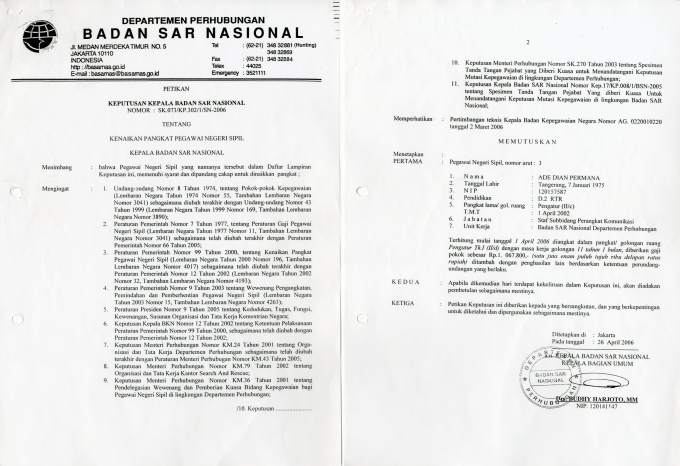 DEPARTEMEN PERHUBUNGAN
BADAN SAR NASIONAL
JL MEDAN MERDEKA TIMUR NO. 5
JAKARTA 10110
INDONESIA
http : //basarnas.go.id
E-mail : basarnas@basarnas.go.id
Tel : (62-21) 348 32881 (Hunting)
348 32869
Fax : (62-21) 348 32884
Telex : 44025
Emergency : 3521111
PETIKAN
KEPUTUSAN KEPALA BADAN SAR NASIONAL
NOMOR : SK.073/KP.302/1/SN-2006
TENTANG
KENAIKAN PANGKAT PEGAWAI NEGERI SIPIL
KEPALA BADAN SAR NASIONAL
Menimbang : bahwa Pegawai Negeri Sipil yang namanya tersebut dalam Daftar Lampiran
Keputusan ini, memenuhi syarat dan dipandang cakap untuk dinaikkan pangkat ;
Mengingat : 1. Undang-undang Nomor 8 Tahun 1974, tentang Pokok-pokok Kepegawaian
(Lembaran Negara Tahun 1974 Nomor 55, Tambahan Lembaran Negara
Nomor 3041) sebagaimana telah diubah terakhir dengan Undang-undang Nomor 43
Tahun 1999 (Lembaran Negara Tahun 1999 Nomor 169, Tambahan Lembaran
Negara Nomor 3890);
2. Peraturan Pemerintah Nomor 7 Tahun 1977, tentang Peraturan Gaji Pegawai
Negeri Sipil (Lembaran Negara Tahun 1977 Nomor 11, Tambahan Lembaran
Negara Nomor 3041) sebagaimana telah diubah terakhir dengan Peraturan
Pemerintah Nomor 66 Tahun 2005;
3. Peraturan Pemerintah Nomor 99 Tahun 2000, tentang Kenaikan Pangkat
Pegawai Negeri Sipil (Lembaran Negara Tahun 2000 Nomor 196, Tambahan
Lembaran Negara Nomor 4017) sebagaimana telah diubah terakhir dengan
Peraturan Pemerintah Nomor 12 Tahun 2002 (Lembaran Negara Tahun 2002
Nomor 32, Tambahan Lembaran Negara Nomor 4193);
4. Peraturan Pemerintah Nomor 9 Tahun 2003 tentang Wewenang Pengangkatan,
Pemindahan dan Pemberhentian Pegawai Negeri Sipil (Lembaran Negara
Tahun 2003 Nomor 15, Tambahan Lembaran Negara Nomor 4263);
5. Peraturan Presiden Nomor 9 Tahun 2005 tentang Kedudukan, Tugas, Fungsi,
Kewenangan, Susunan Organisasi dan Tata Kerja Kementrian Negara;
6. Keputusan Kepala BKN Nomor 12 Tahun 2002 tentang Ketentuan Pelaksanaan
Peraturan Pemerintah Nomor 99 Tahun 2000, sebagaimana telah diubah dengan
Peraturan Pemerintah Nomor 12 Tahun 2002;
7. Keputusan Menteri Perhubungan Nomor KM.24 Tahun 2001 tentang Orga-
nisasi dan Tata Kerja Departemen Perhubungan sebagaimana telah diubah
terakhir dengan Peraturan Menteri Perhubungan Nomor KM.43 Tahun 2005;
8. Keputusan Menteri Perhubungan Nomor KM.79 Tahun 2002 tentang
Organisasi dan Tata Kerja Kantor Search And Rescue;
9. Keputusan Menteri Perhubungan Nomor KM.36 Tahun 2001 tentang
Pendelegasian Wewenang dan Pemberian Kuasa Bidang Kepegawaian bagi
Pegawai Negeri Sipil di lingkungan Departemen Perhubungan;
/10. Keputusan ......................
2
10. Keputusan Menteri Perhubungan Nomor SK.270 Tahun 2003 tentang Spesimen
Tanda Tangan Pejabat yang Diberi Kuasa untuk Menandatangani Keputusan
Mutasi Kepegawaian di lingkungan Departemen Perhubungan;
11. Keputusan Kepala Badan SAR Nasional Nomor Kep.17/KP.008/I/BSN-2005
tentang Spesimen Tanda Tangan Pejabat Yang diberi Kuasa Untuk
Menandatangani Keputusan Mutasi Kepegawaian di lingkungan Badan SAR
Nasional;
Memperhatikan : Pertimbangan teknis Kepala Badan Kepegawaian Negara Nomor AG. 0220010220
tanggal 2 Maret 2006
M E M U T U S K A N
Menetapkan :
PERTAMA : Pegawai Negeri Sipil, nomor urut : 3
1. N a m a : ADE DIAN PERMANA
2. Tanggal Lahir : Tangerang, 7 Januari 1975
3. N I P : 120157587
4. Pendidikan : D.2 RTR
5. Pangkat lama/ gol. ruang : Pengatur (II/c)
T.M.T : 1 April 2002
6. J a b a t a n : Staf Subbidang Perangkat Komunikasi
7. Unit Kerja : Badan SAR Nasional Departemen Perhubungan
Terhitung mulai tanggal 1 April 2006 diangkat dalam pangkat/ golongan ruang
Pengatur Tk.I (II/d) dengan masa kerja golongan 11 tahun 1 bulan, diberikan gaji
pokok sebesar Rp.1. 067.800,- (satu juta enam puluh tujuh ribu delapan ratus
rupiah) ditambah dengan penghasilan lain berdasarkan ketentuan perundang-
undangan yang berlaku.
K E D U A : Apabila dikemudian hari terdapat kekeliruan dalam Keputusan ini, akan diadakan
pembetulan sebagaimana mestinya.
KETIGA : Petikan Keputusan ini diberikan kepada yang bersangkutan, dan yang berkepentingan
untuk diketahui dan dipergunakan sebagaimana mestinya.
Ditetapkan di : Jakarta
Pada tanggal : 26 April 2006
KEPALA BADAN SAR NASIONAL
KEPALA BAGIAN UMUM
DEPARTEMEN
BADAN SAR
NASIONAL
PERHUBUNGAN
Drs. BUDHY HARJOTO, MM
NIP. 120141147